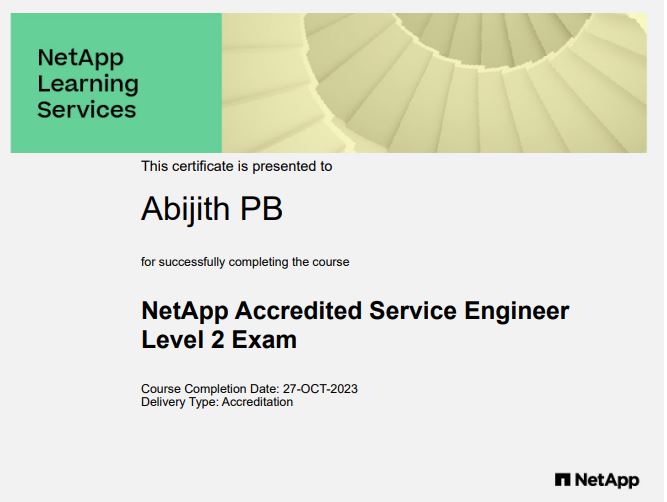 NetApp
Learning
Services
This certificate is presented to
Abijith PB
for successfully completing the course
NetApp Accredited Service Engineer
Level 2 Exam
Course Completion Date: 27-OCT-2023
Delivery Type: Accreditation
NetApp